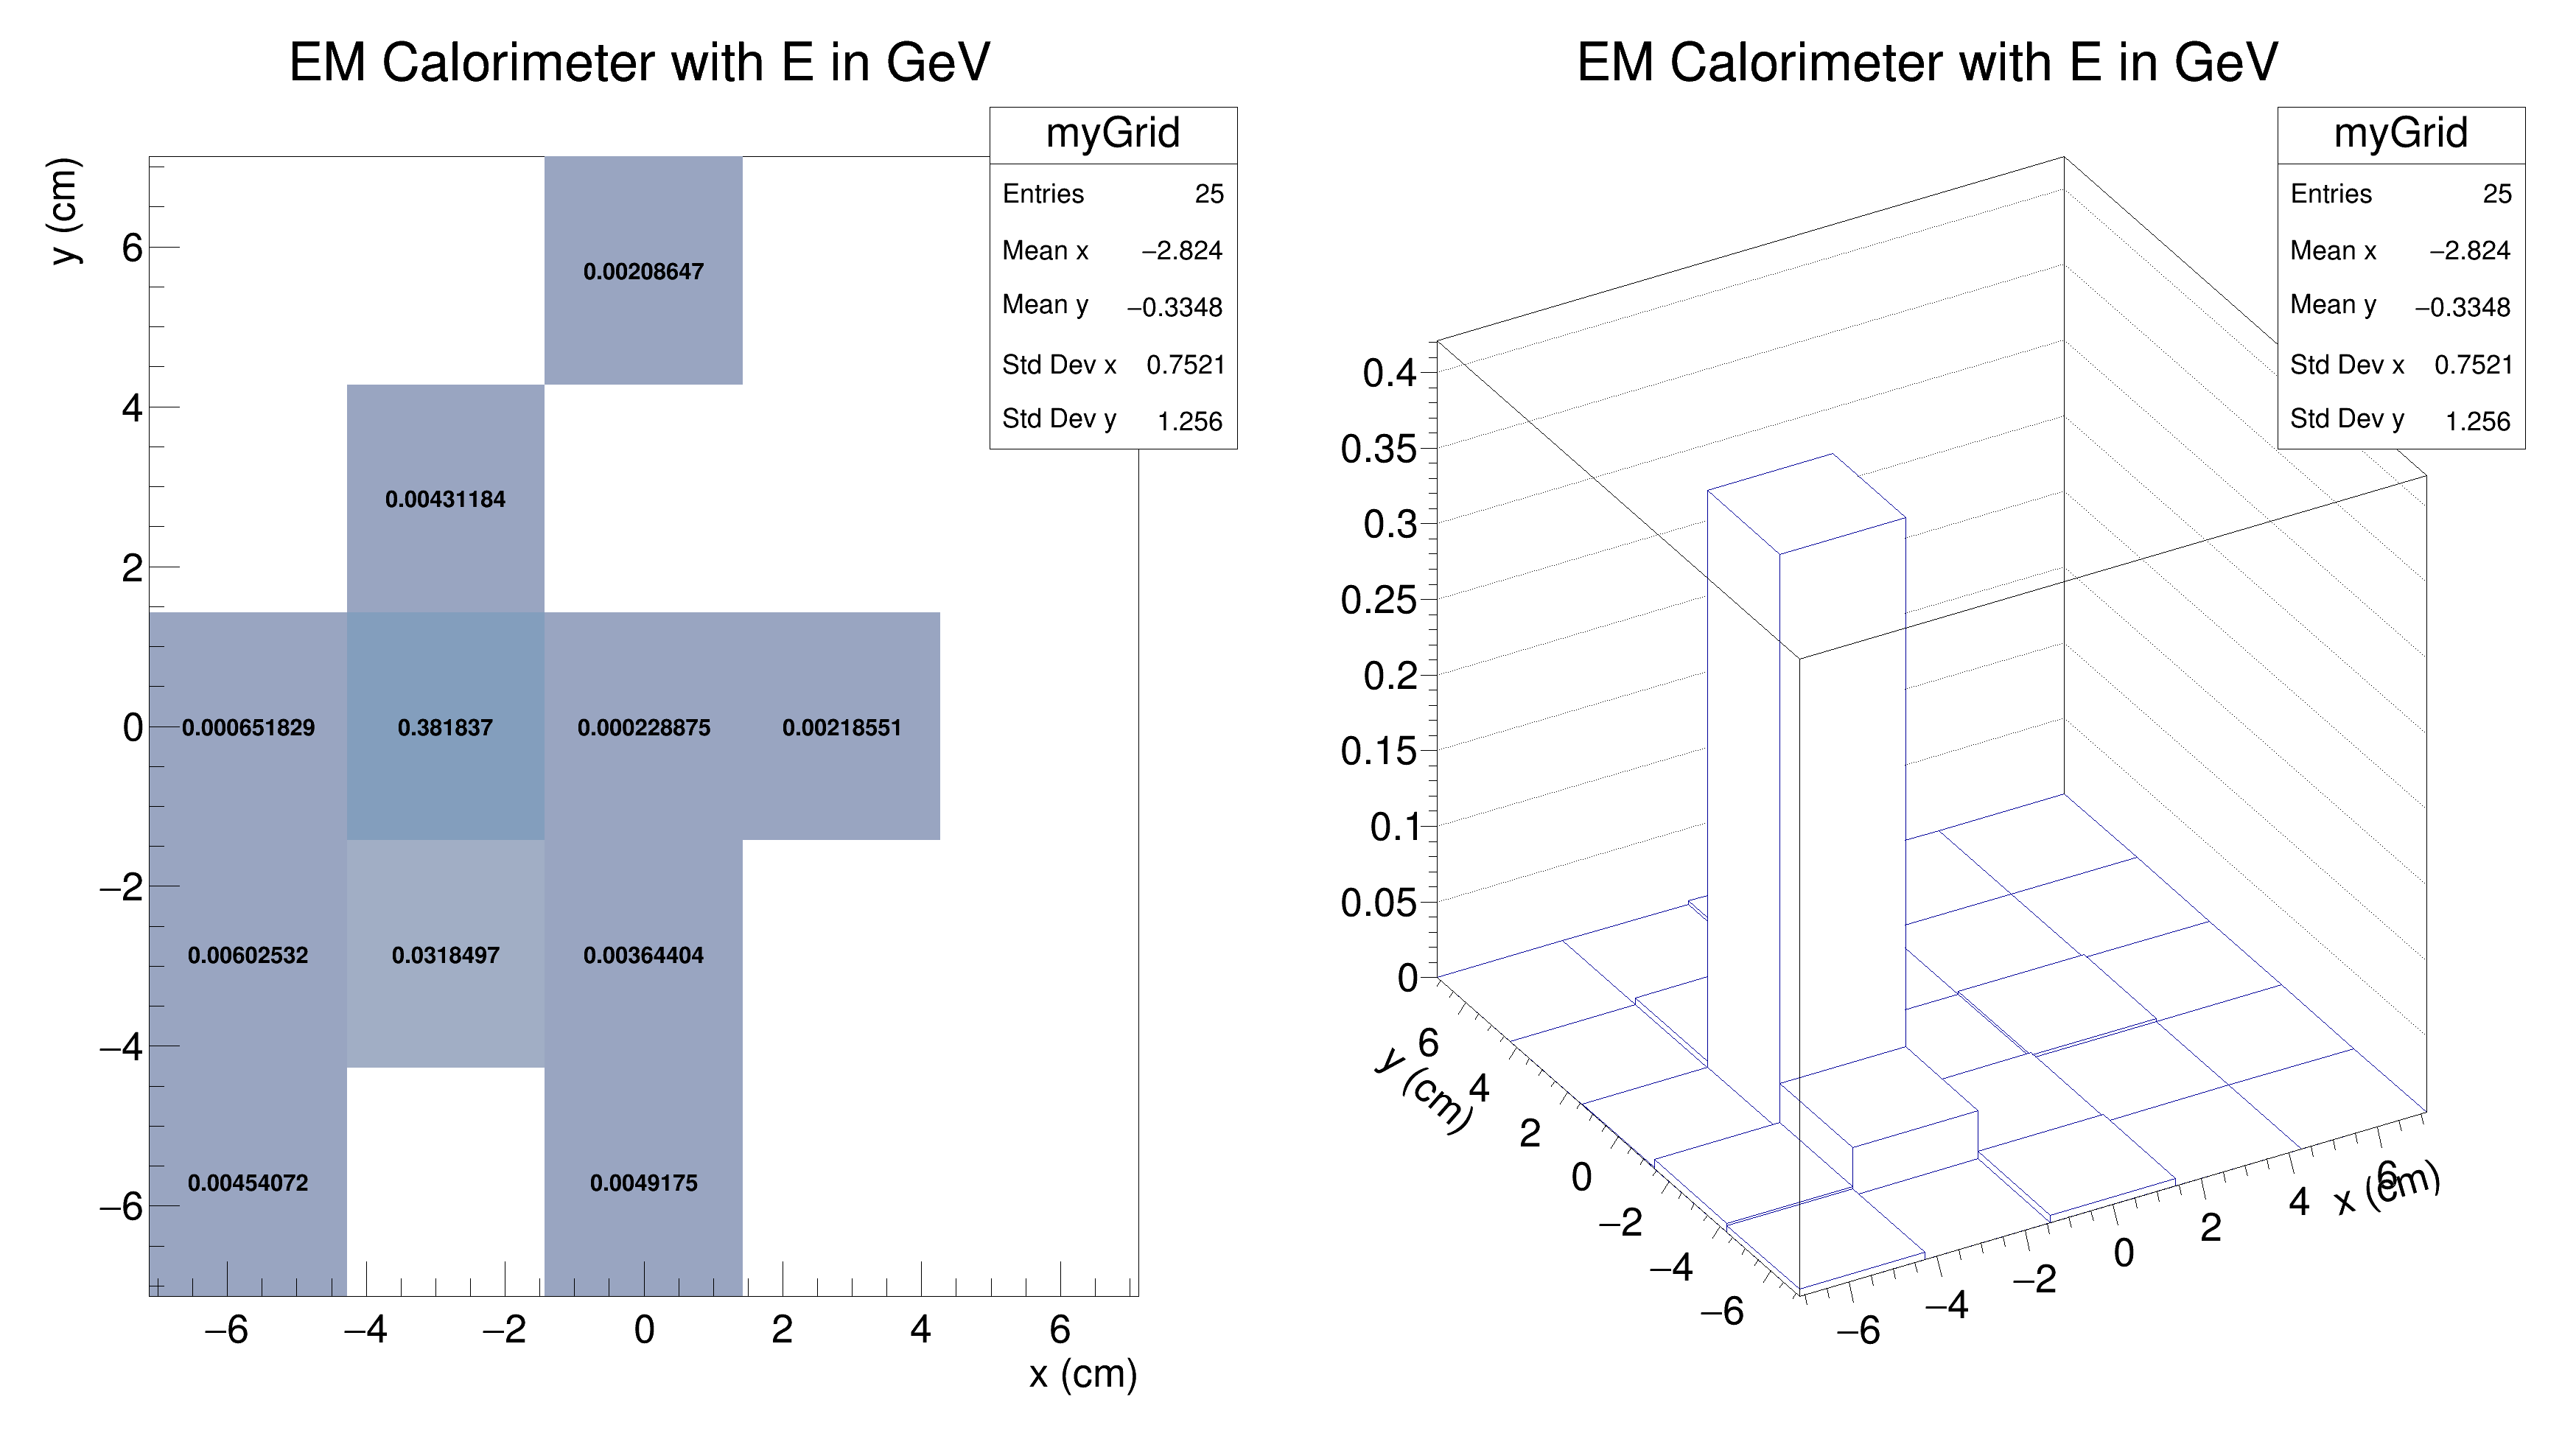 EM Calorimeter with E in GeV
myGrid
Entries 25
Mean x −2.824
Mean y −0.3348
Std Dev x 0.7521
Std Dev y 1.256
y (cm)
6
4
2
0
−2
−4
−6
0.00208647
0.00431184
0.000651829 0.381837 0.000228875 0.00218551
0.00602532 0.0318497 0.00364404
0.00454072 0.0049175
−6 −4 −2 0 2 4 6
x (cm)
EM Calorimeter with E in GeV
myGrid
Entries 25
Mean x −2.824
Mean y −0.3348
Std Dev x 0.7521
Std Dev y 1.256
0.4
0.35
0.3
0.25
0.2
0.15
0.1
0.05
0
y (cm)
6
4
2
0
−2
−4
−6
−6
−4
−2
0
2
4
6
x (cm)